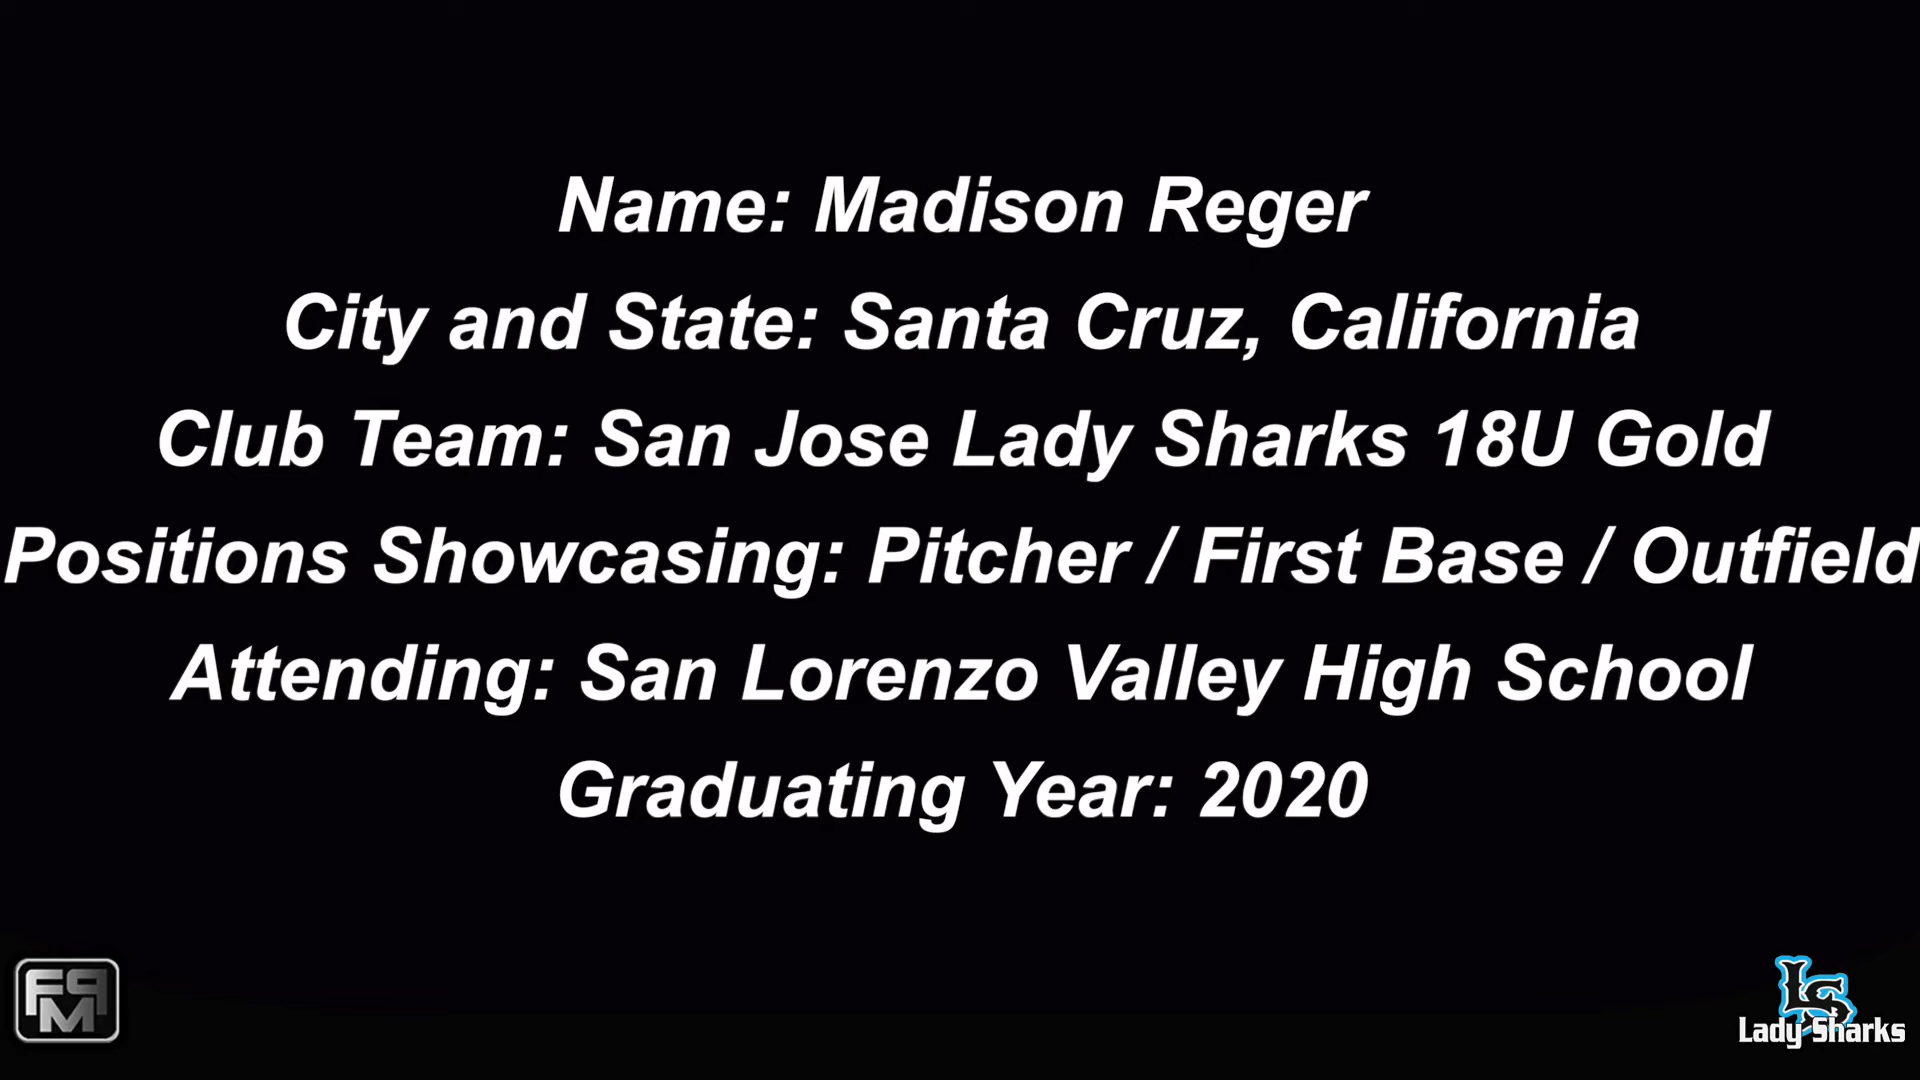 Name: Madison Reger
City and State: Santa Cruz, California
Club Team: San Jose Lady Sharks 18U Gold
Positions Showcasing: Pitcher / First Base / Outfield
Attending: San Lorenzo Valley High School
Graduating Year: 2020
FPM
LS
Lady Sharks